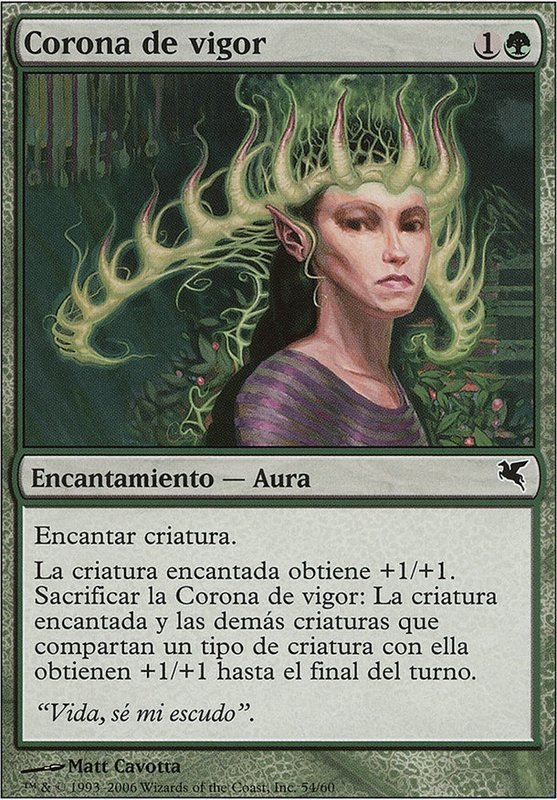 Corona de vigor 1
Encantamiento — Aura
Encantar criatura.
La criatura encantada obtiene +1/+1.
Sacrificar la Corona de vigor: La criatura
encantada y las demás criaturas que
compartan un tipo de criatura con ella
obtienen +1/+1 hasta el final del turno.
“Vida, sé mi escudo”.
Matt Cavotta
™ & © 1993-2006 Wizards of the Coast, Inc. 54/60